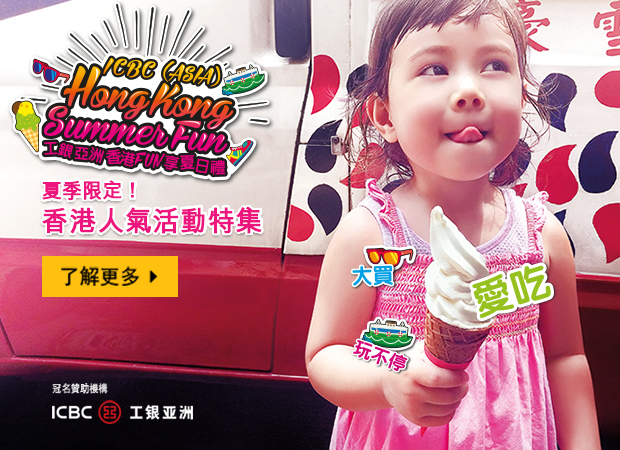 ICBC (ASIA)
Hong Kong
Summer Fun
工銀亞洲 香港FUN享夏日禮
夏季限定！
香港人氣活動特集
了解更多
大買
愛吃
玩不停
冠名贊助機構
ICBC 工银亚洲
豪雪